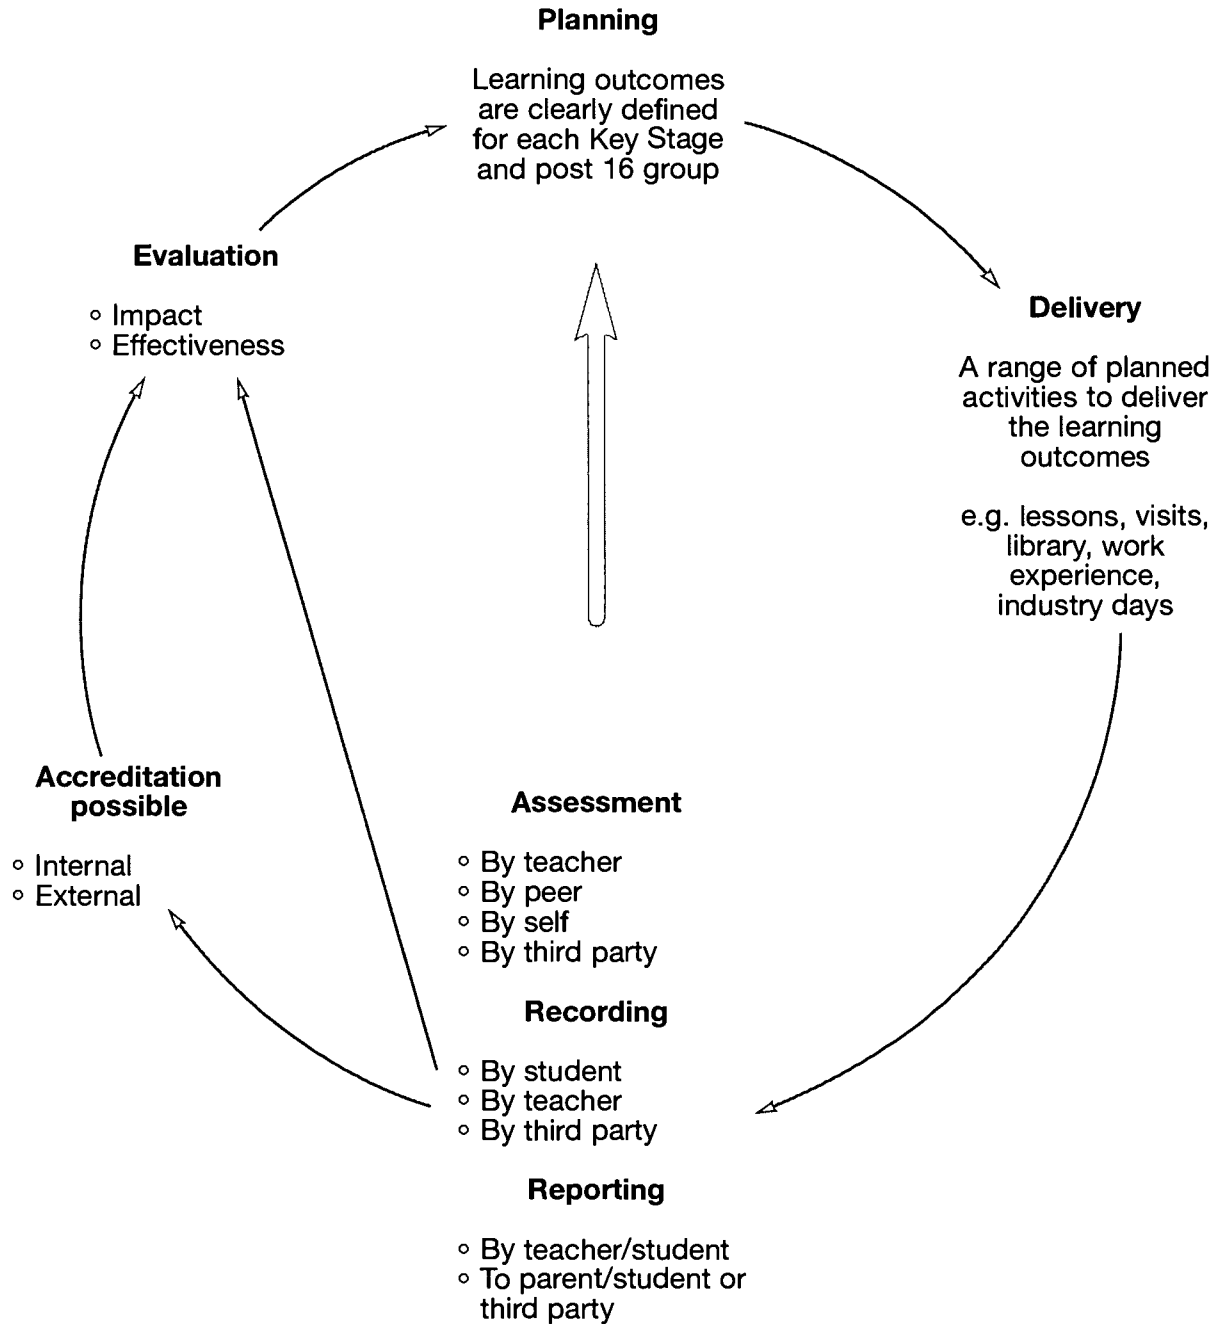 Planning
Learning outcomes
are clearly defined
for each Key Stage
and post 16 group
Evaluation
○ Impact
○ Effectiveness
Delivery
A range of planned
activities to deliver
the learning
outcomes
e.g. lessons, visits,
library, work
experience,
industry days
Accreditation
possible
○ Internal
○ External
Assessment
○ By teacher
○ By peer
○ By self
○ By third party
Recording
○ By student
○ By teacher
○ By third party
Reporting
○ By teacher/student
○ To parent/student or
third party